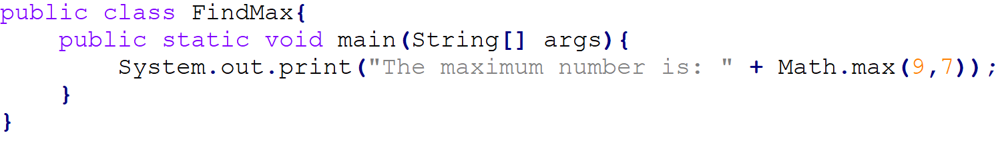 public class FindMax{
    public static void main(String[] args){
        System.out.print("The maximum number is: " + Math.max(9,7));
    }
}